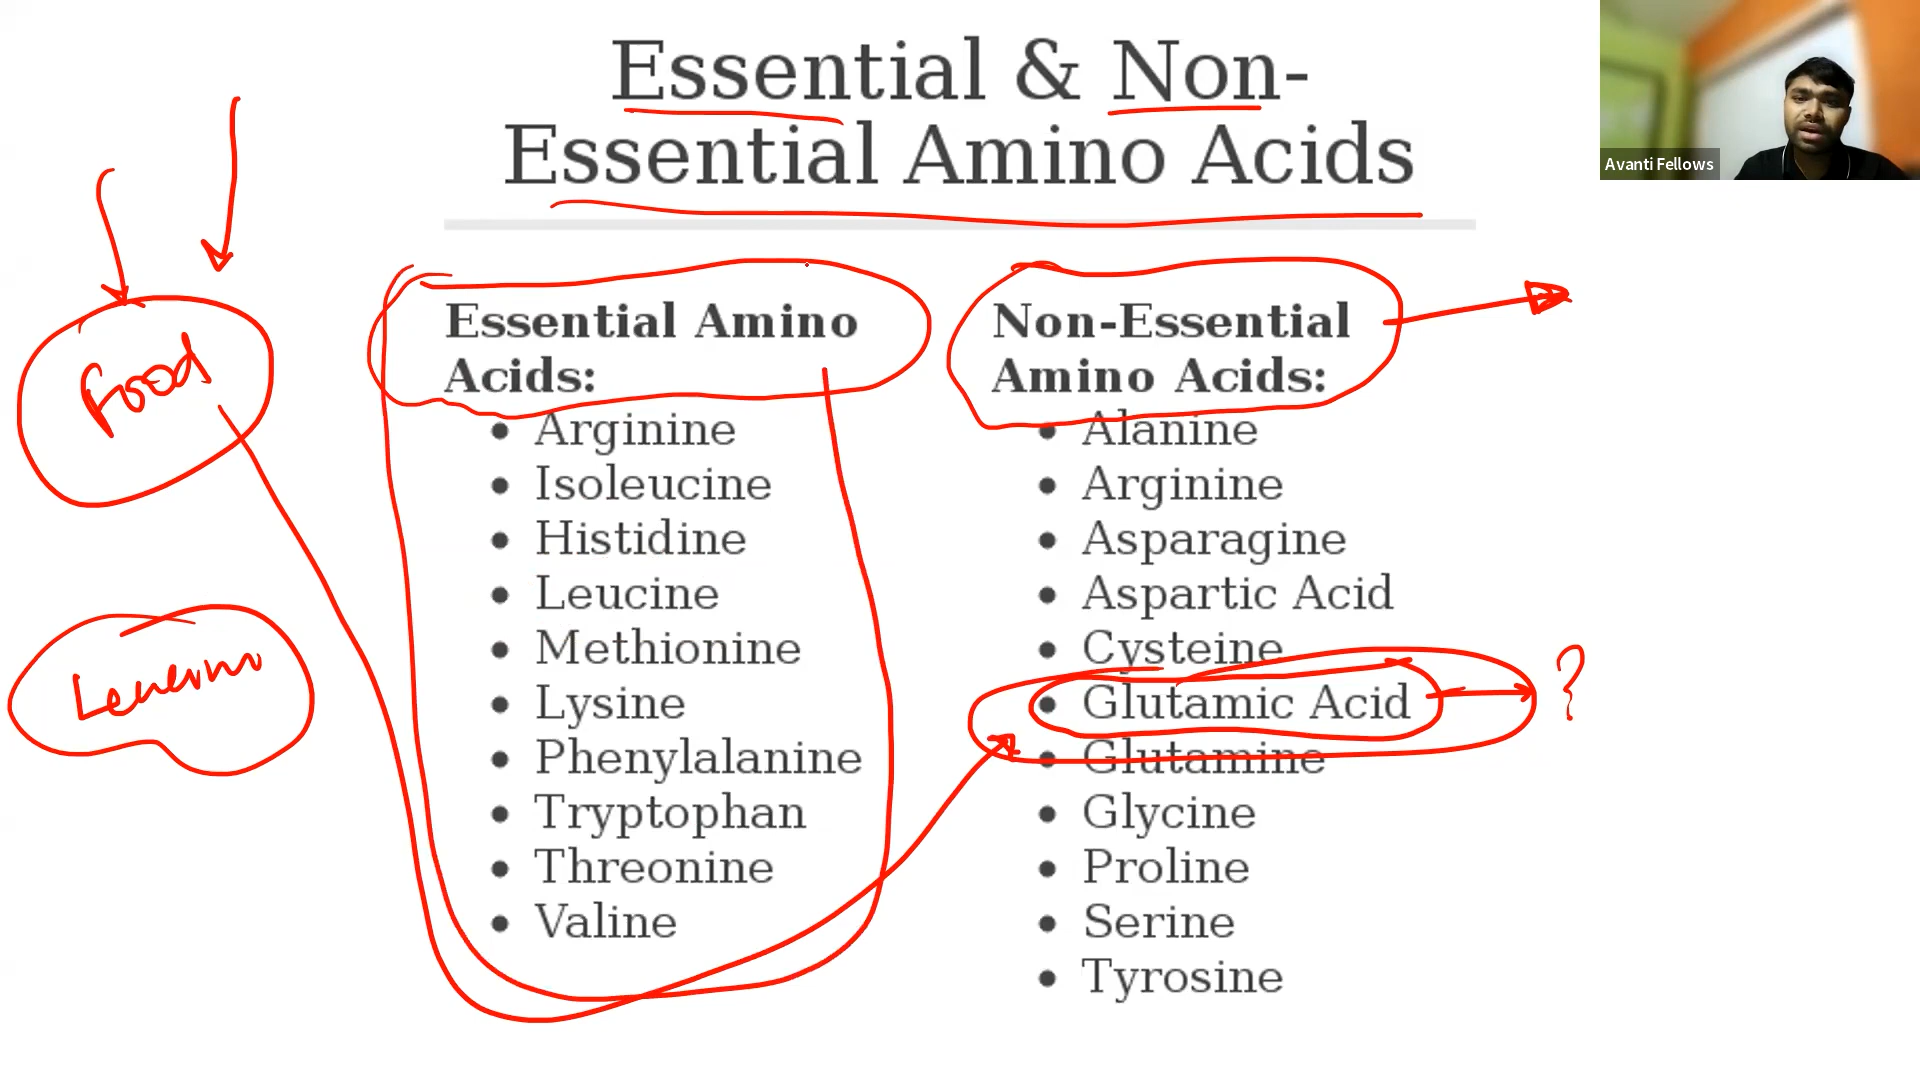 Essential & Non-
Essential Amino Acids
Avanti Fellows
Food
Essential Amino
Acids:
Arginine
Isoleucine
Histidine
Leucine
Methionine
Lysine
Phenylalanine
Tryptophan
Threonine
Valine
Non-Essential
Amino Acids:
Alanine
Arginine
Asparagine
Aspartic Acid
Cysteine
Glutamic Acid
Glutamine
Glycine
Proline
Serine
Tyrosine
?